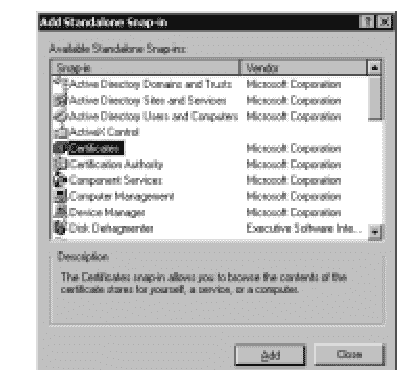 Add Standalone Snap-in
Available Standalone Snap-ins:
Snap-in Vendor
Active Directory Domains and Trusts Microsoft Corporation
Active Directory Sites and Services Microsoft Corporation
Active Directory Users and Computers Microsoft Corporation
ActiveX Control
Certificates Microsoft Corporation
Certification Authority Microsoft Corporation
Component Services Microsoft Corporation
Computer Management Microsoft Corporation
Device Manager Microsoft Corporation
Disk Defragmenter Executive Software Inte...
Description
The Certificates snap-in allows you to browse the contents of the
certificate stores for yourself, a service, or a computer.
Add Close